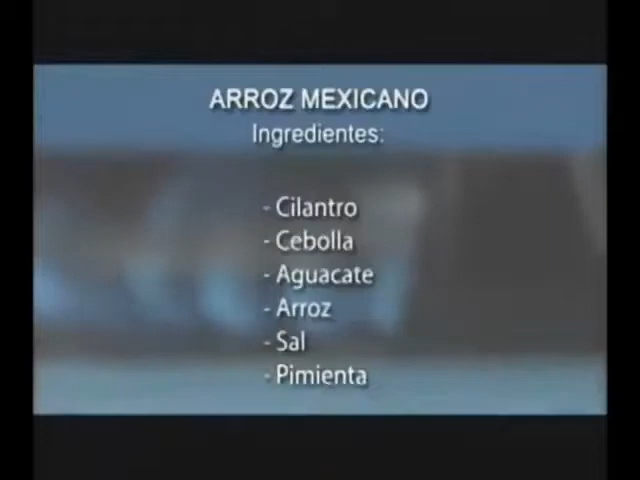 ARROZ MEXICANO
Ingredientes:
- Cilantro
- Cebolla
- Aguacate
- Arroz
- Sal
- Pimienta